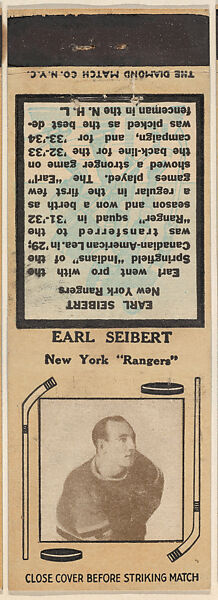 THE DIAMOND MATCH CO. N.Y.C.
EARL SEIBERT
New York Rangers
Earl went pro with the
Springfield "Indians" of the
Canadian-American Lea. in '29;
was transferred to the
"Ranger" squad in '31-'32
season and won a berth as
a regular in the first few
games played. The "Earl"
showed a stronger game on
the back-line for the '32-'33
campaign, and for '33-'34
was picked as the best de-
fenceman in the N. H. L.
EARL SEIBERT
New York "Rangers"
CLOSE COVER BEFORE STRIKING MATCH